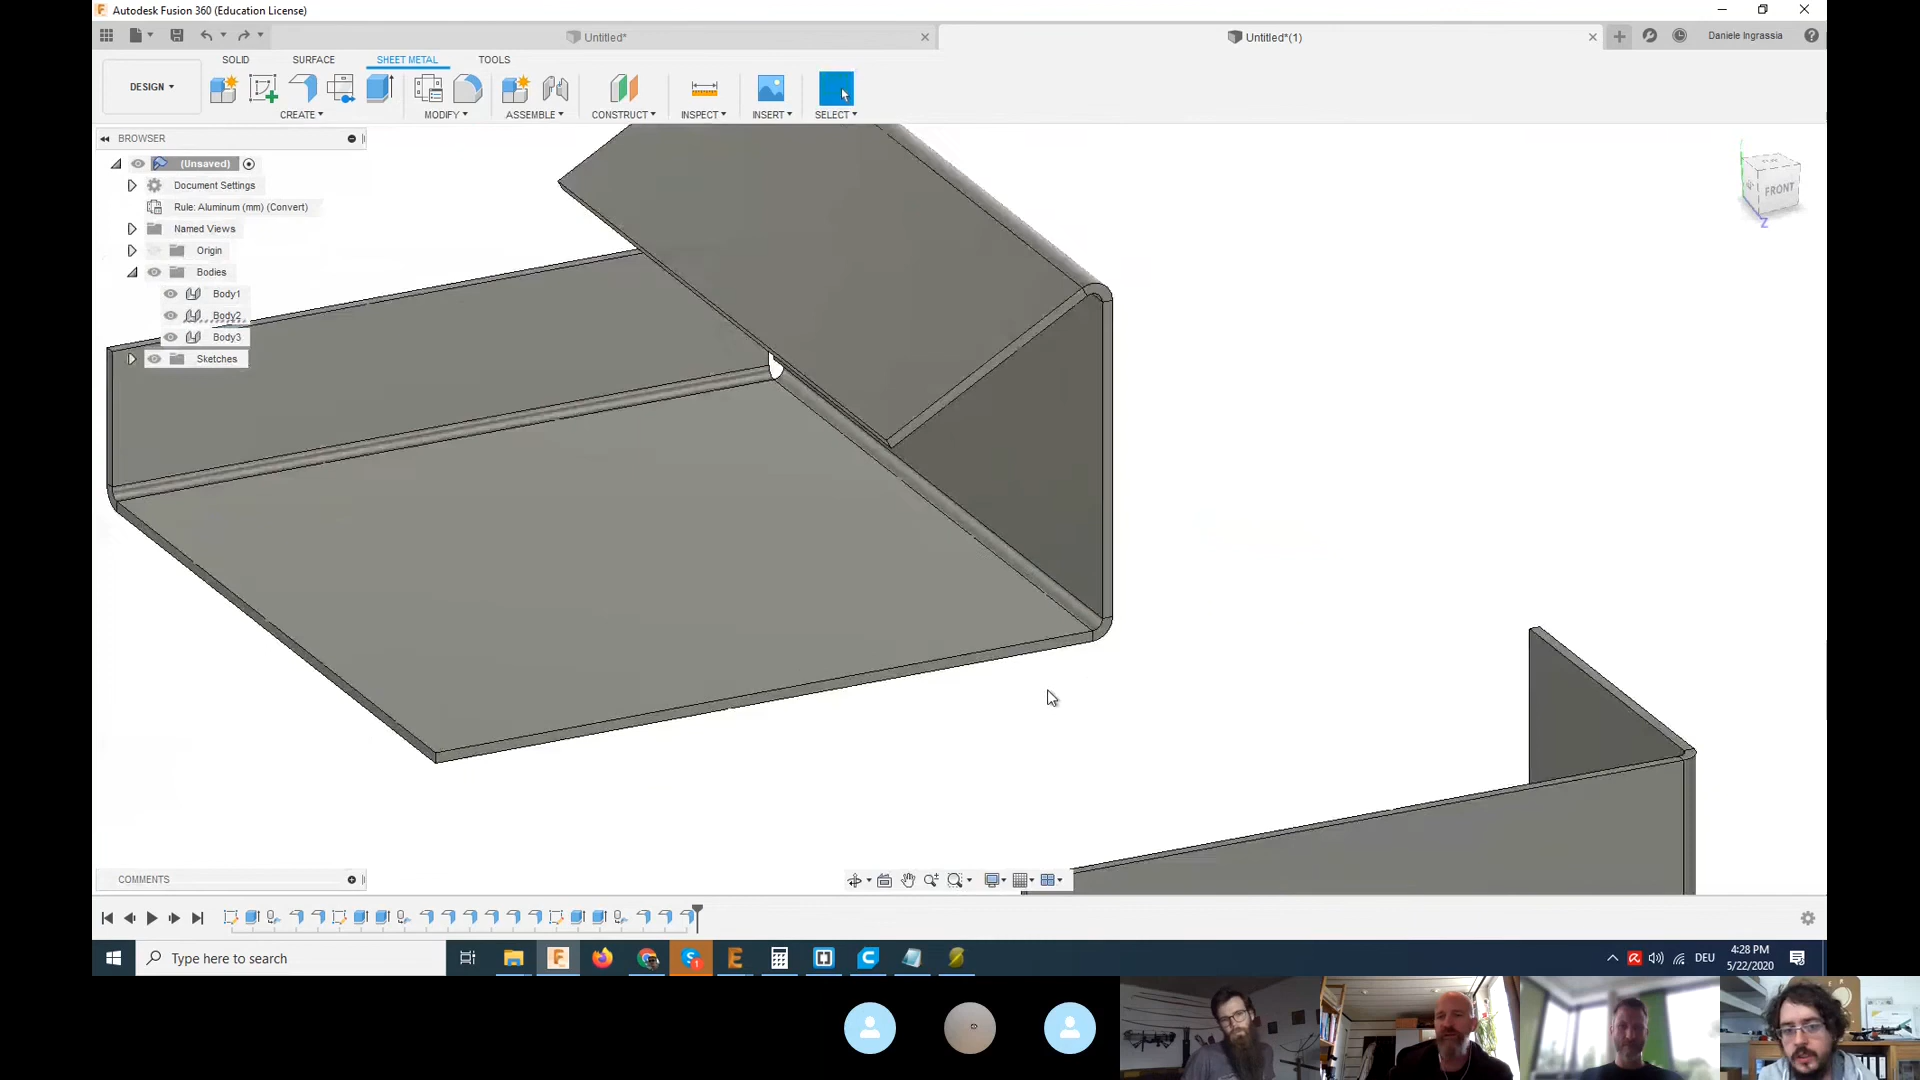 Autodesk Fusion 360 (Education License)
Untitled*
Untitled*(1)
Daniele Ingrassia
SOLID SURFACE SHEET METAL TOOLS
DESIGN
CREATE MODIFY ASSEMBLE CONSTRUCT INSPECT INSERT SELECT
BROWSER
(Unsaved)
Document Settings
Rule: Aluminum (mm) (Convert)
Named Views
Origin
Bodies
Body1
Body2
Body3
Sketches
FRONT
Z
COMMENTS
Type here to search
DEU
4:28 PM
5/22/2020